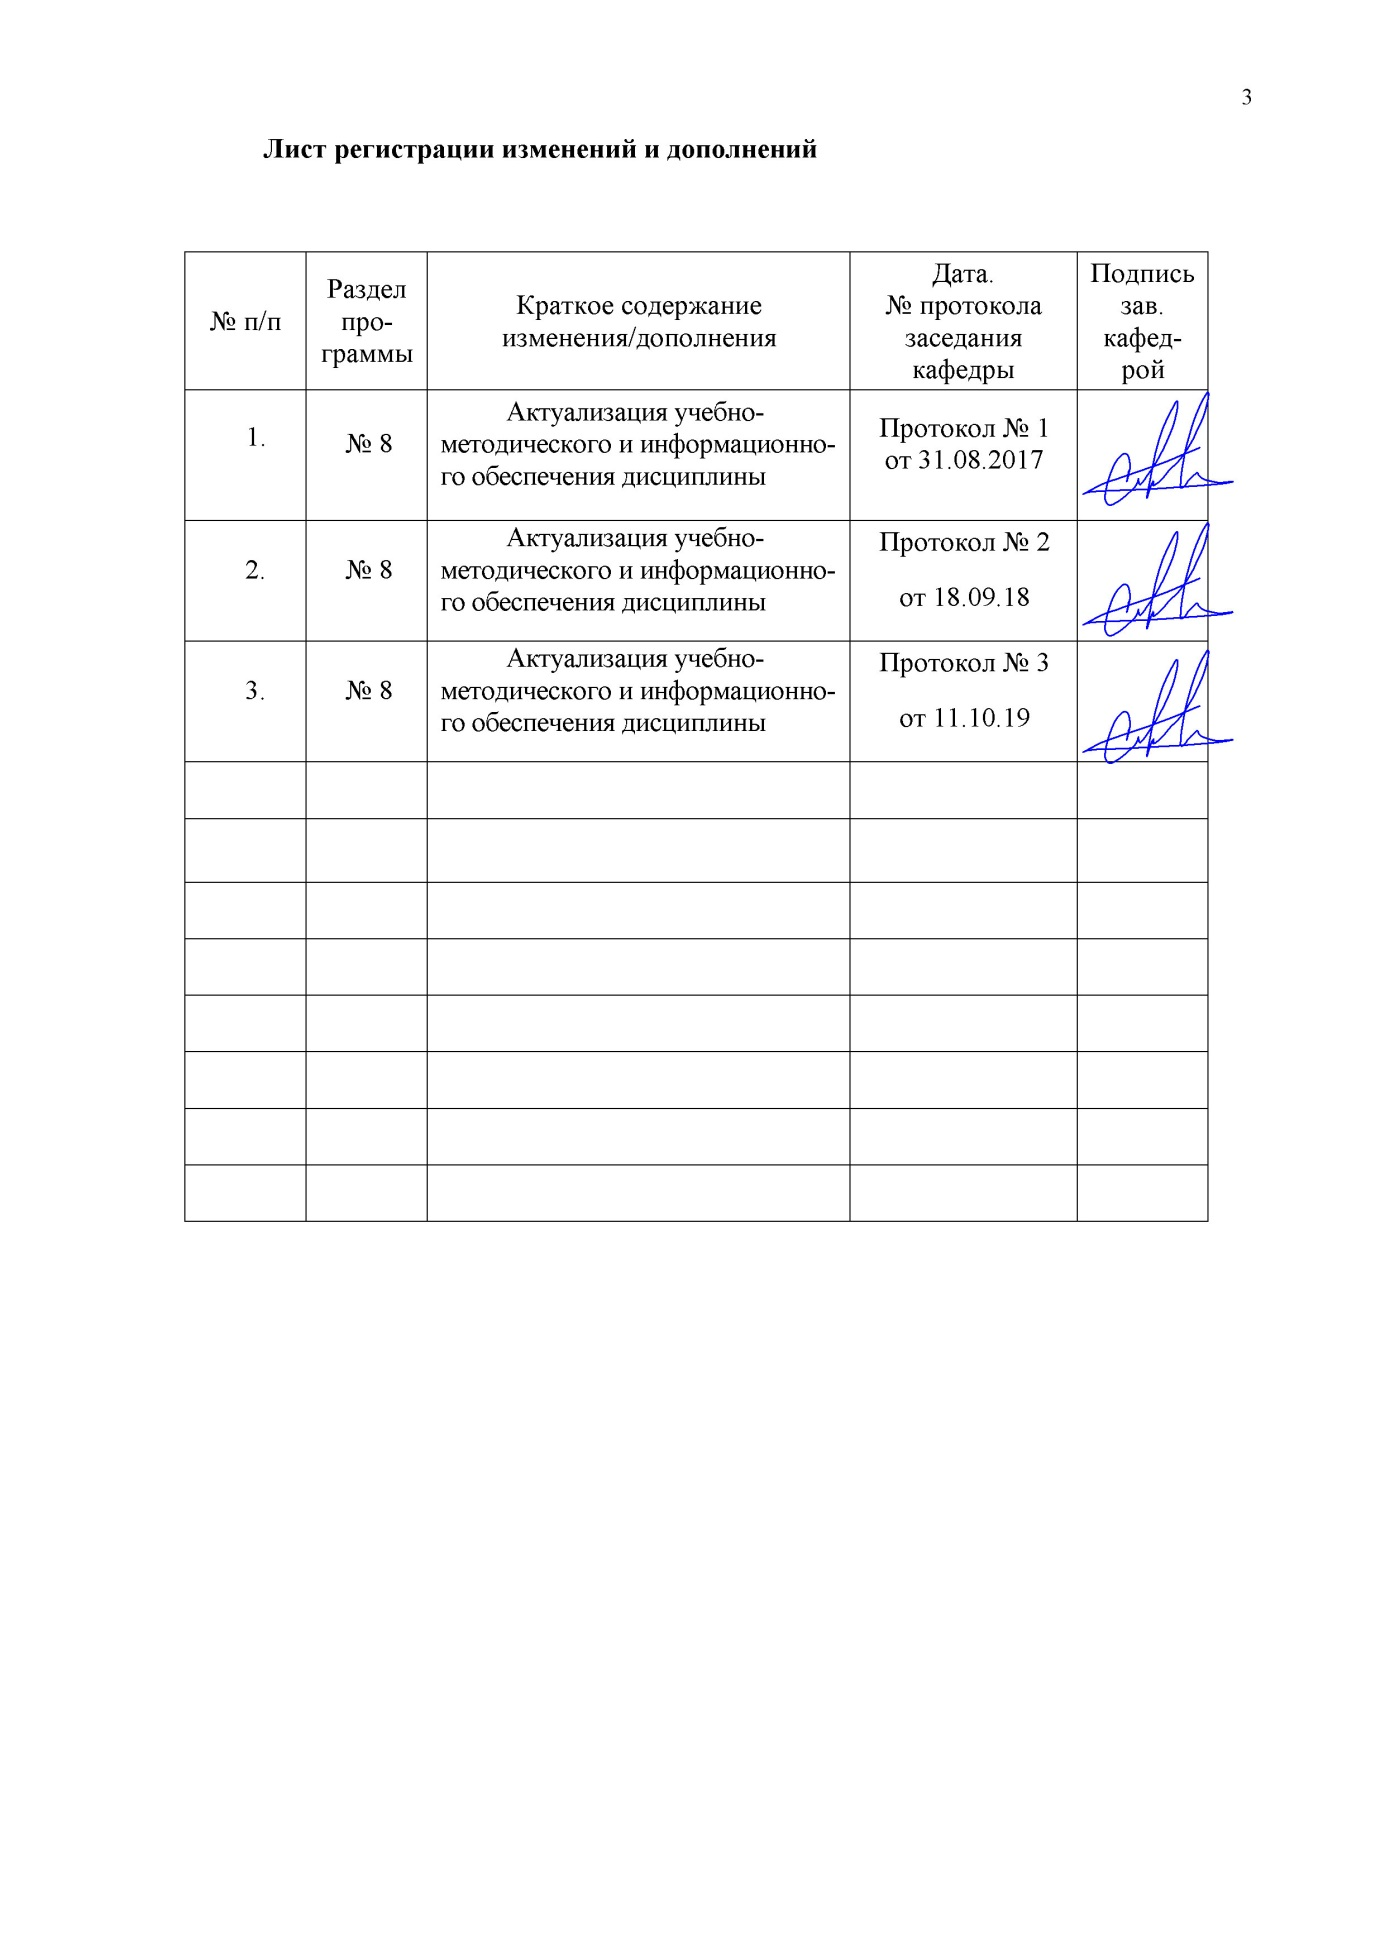 3
Лист регистрации изменений и дополнений
№ п/п
Раздел
про-
граммы
Краткое содержание
изменения/дополнения
Дата.
№ протокола
заседания
кафедры
Подпись
зав.
кафед-
рой
1.
№ 8
Актуализация учебно-
методического и информационно-
го обеспечения дисциплины
Протокол № 1
от 31.08.2017
2.
№ 8
Актуализация учебно-
методического и информационно-
го обеспечения дисциплины
Протокол № 2
от 18.09.18
3.
№ 8
Актуализация учебно-
методического и информационно-
го обеспечения дисциплины
Протокол № 3
от 11.10.19